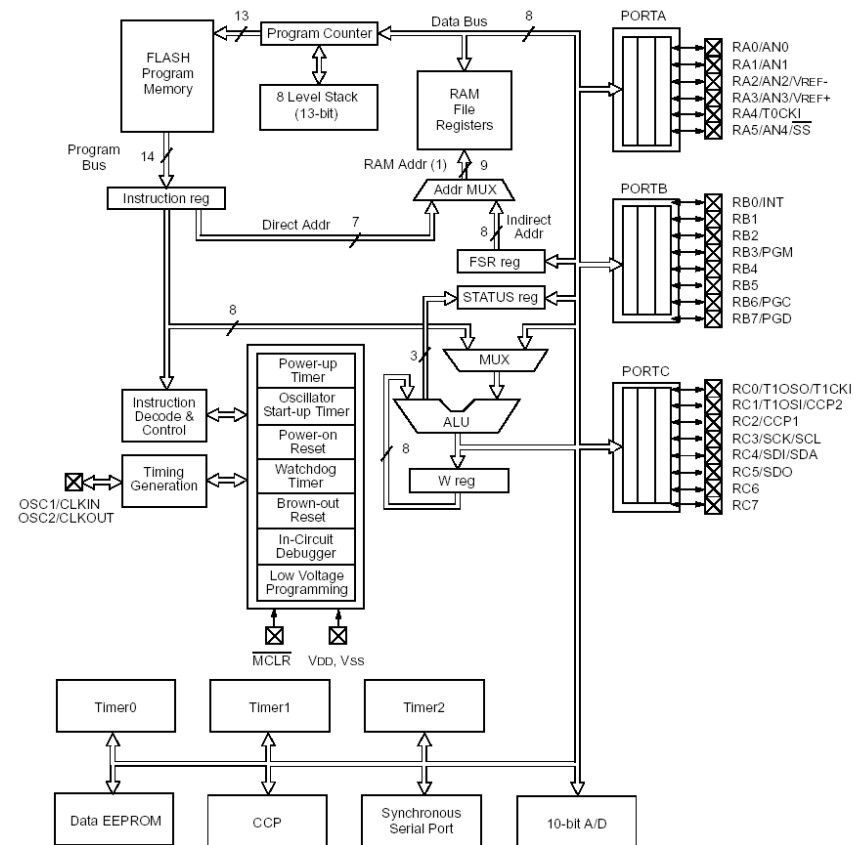 13
Program Counter
Data Bus
8
PORTA
FLASH
Program
Memory
8 Level Stack
(13-bit)
RAM
File
Registers
RA0/AN0
RA1/AN1
RA2/AN2/VREF-
RA3/AN3/VREF+
RA4/T0CKI
RA5/AN4/SS
Program
Bus
14
RAM Addr (1)
9
Instruction reg
Addr MUX
Direct Addr
7
8
Indirect
Addr
FSR reg
STATUS reg
PORTB
RB0/INT
RB1
RB2
RB3/PGM
RB4
RB5
RB6/PGC
RB7/PGD
8
3
MUX
ALU
8
W reg
PORTC
RC0/T1OSO/T1CKI
RC1/T1OSI/CCP2
RC2/CCP1
RC3/SCK/SCL
RC4/SDI/SDA
RC5/SDO
RC6
RC7
Instruction
Decode &
Control
Timing
Generation
OSC1/CLKIN
OSC2/CLKOUT
Power-up
Timer
Oscillator
Start-up Timer
Power-on
Reset
Watchdog
Timer
Brown-out
Reset
In-Circuit
Debugger
Low Voltage
Programming
MCLR
VDD, VSS
Timer0
Timer1
Timer2
Data EEPROM
CCP
Synchronous
Serial Port
10-bit A/D